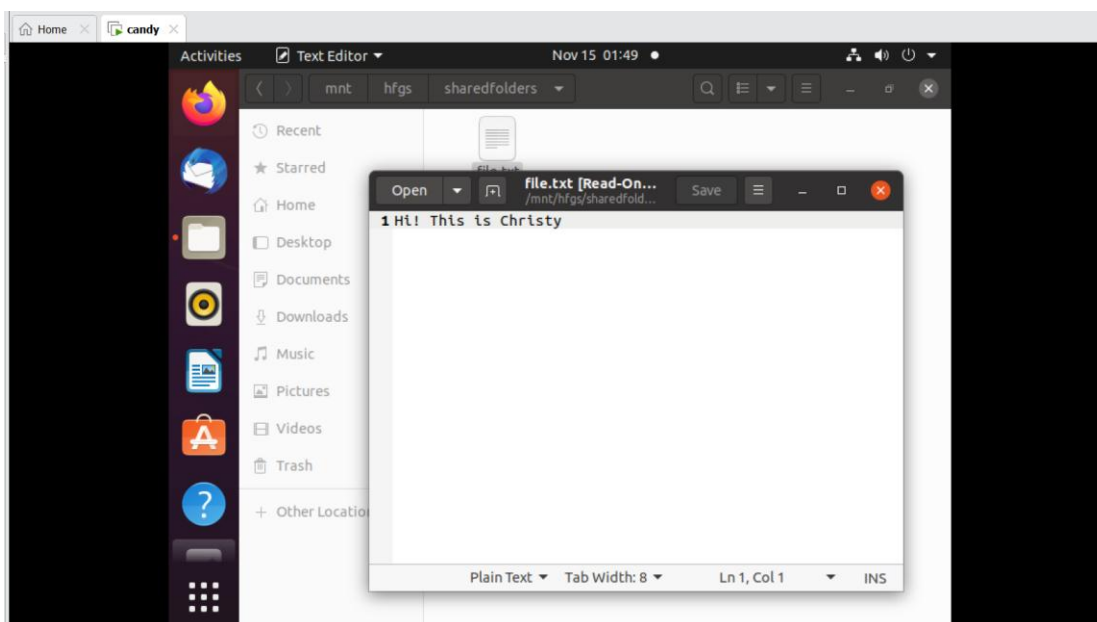 Home candy
Activities Text Editor Nov 15 01:49
mnt hfgs sharedfolders
Recent
Starred
Home
Desktop
Documents
Downloads
Music
Pictures
Videos
Trash
+ Other Locatio
file.txt
Open file.txt [Read-On... Save
/mnt/hfgs/sharedfold...
1 Hi! This is Christy
Plain Text Tab Width: 8 Ln 1, Col 1 INS